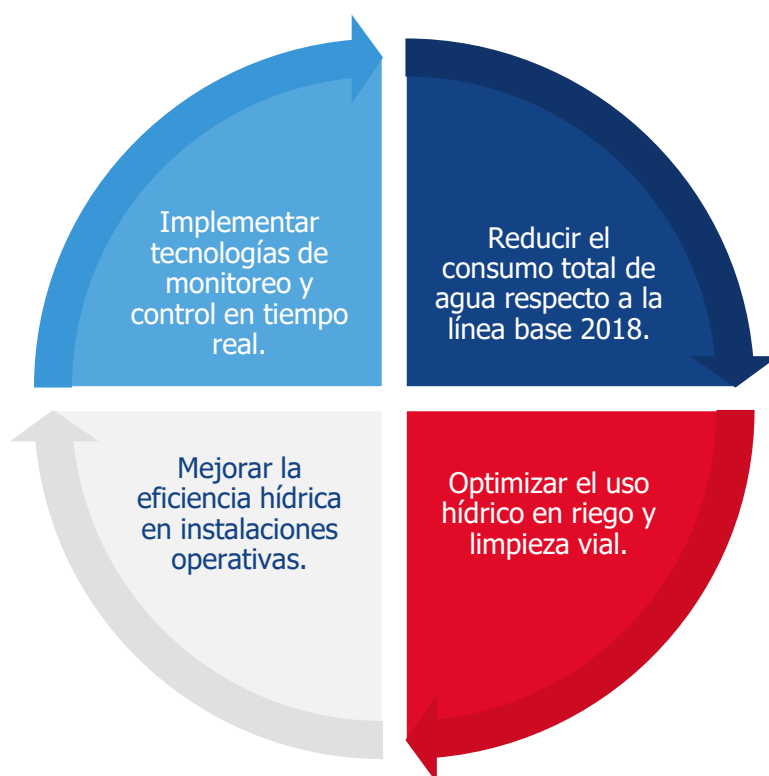 Implementar
tecnologías de
monitoreo y
control en tiempo
real.
Reducir el
consumo total de
agua respecto a la
línea base 2018.
Mejorar la
eficiencia hídrica
en instalaciones
operativas.
Optimizar el uso
hídrico en riego y
limpieza vial.